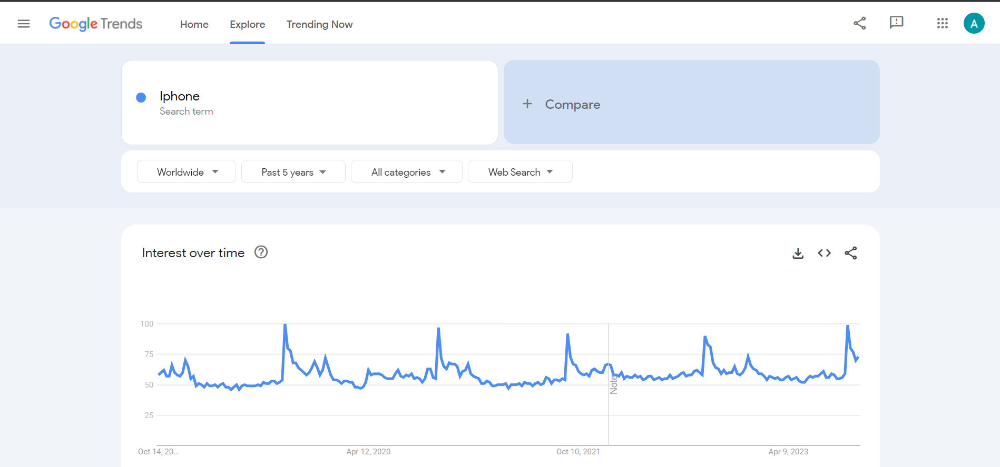 Google Trends
Home
Explore
Trending Now
A
Iphone
Search term
+ Compare
Worldwide
Past 5 years
All categories
Web Search
Interest over time
100
75
50
25
Note
Oct 14, 20...
Apr 12, 2020
Oct 10, 2021
Apr 9, 2023